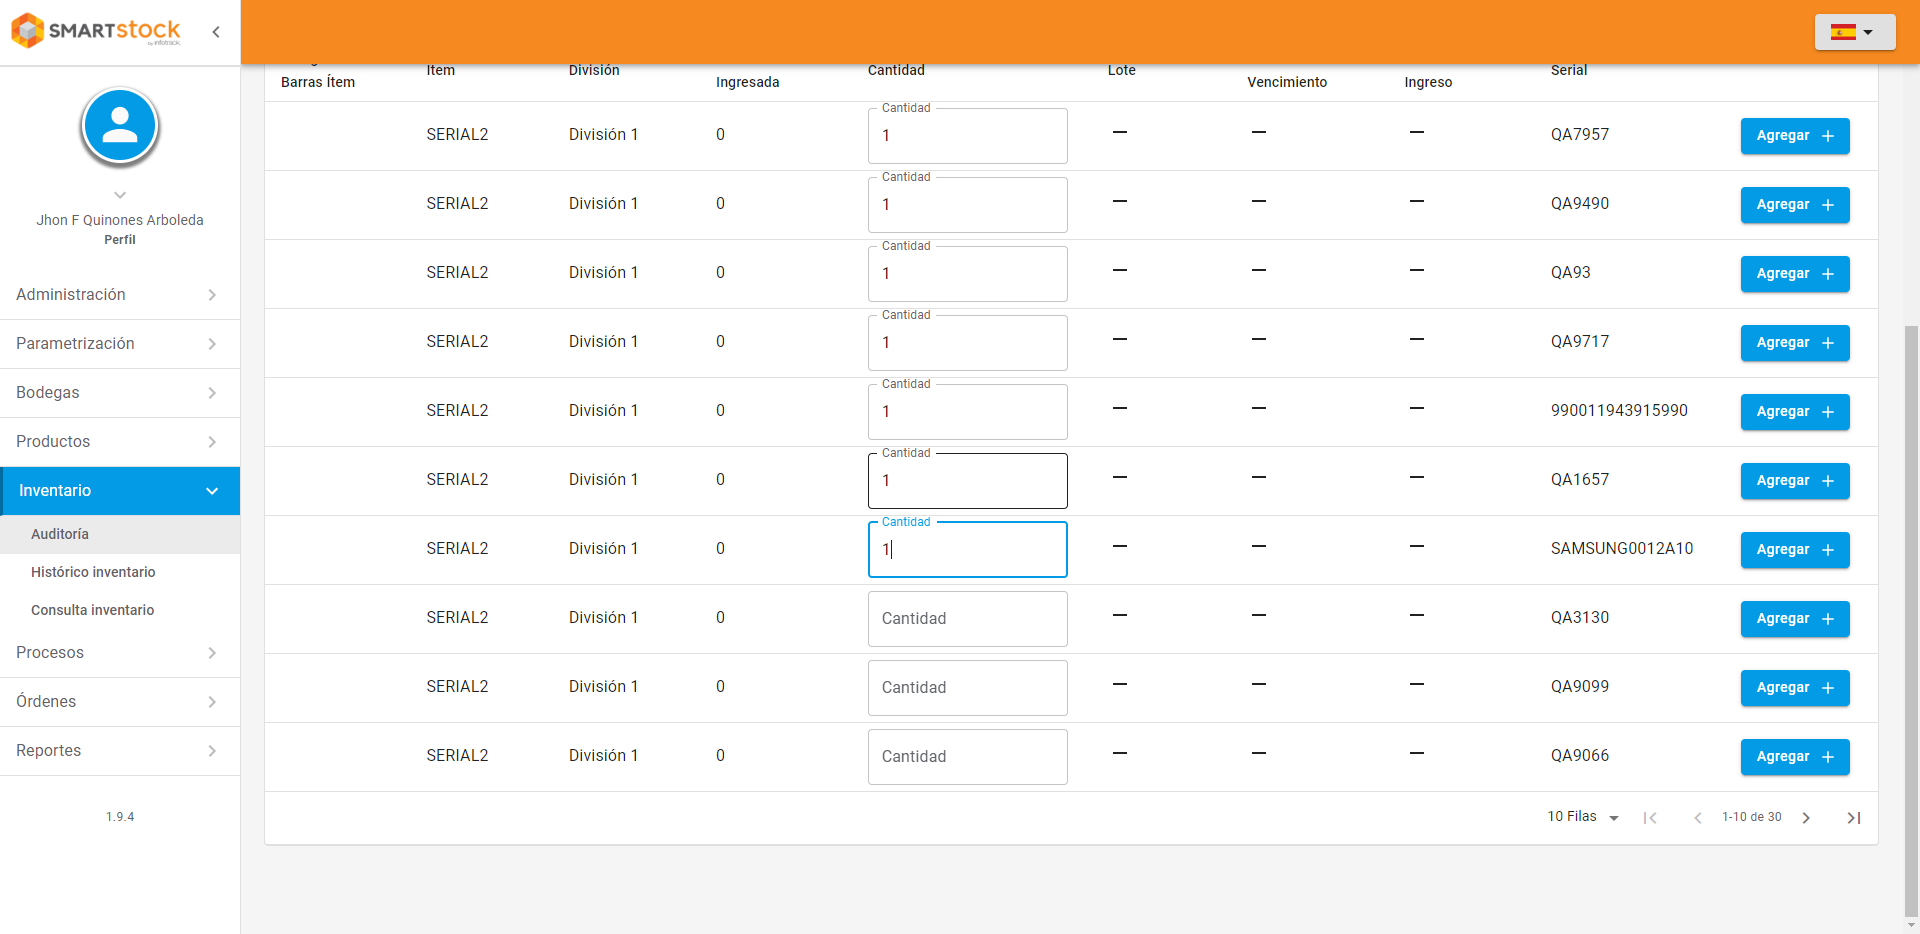 SMARTstock
by infotrack
Jhon F Quinones Arboleda
Perfil
Administración
Parametrización
Bodegas
Productos
Inventario
Auditoría
Histórico inventario
Consulta inventario
Procesos
Órdenes
Reportes
1.9.4
Barras Ítem Item División Ingresada Cantidad Lote Vencimiento Ingreso Serial
Cantidad
SERIAL2 División 1 0 1 — — — QA7957 Agregar +
Cantidad
SERIAL2 División 1 0 1 — — — QA9490 Agregar +
Cantidad
SERIAL2 División 1 0 1 — — — QA93 Agregar +
Cantidad
SERIAL2 División 1 0 1 — — — QA9717 Agregar +
Cantidad
SERIAL2 División 1 0 1 — — — 990011943915990 Agregar +
Cantidad
SERIAL2 División 1 0 1 — — — QA1657 Agregar +
Cantidad
SERIAL2 División 1 0 1 — — — SAMSUNG0012A10 Agregar +
SERIAL2 División 1 0 Cantidad — — — QA3130 Agregar +
SERIAL2 División 1 0 Cantidad — — — QA9099 Agregar +
SERIAL2 División 1 0 Cantidad — — — QA9066 Agregar +
10 Filas 1-10 de 30